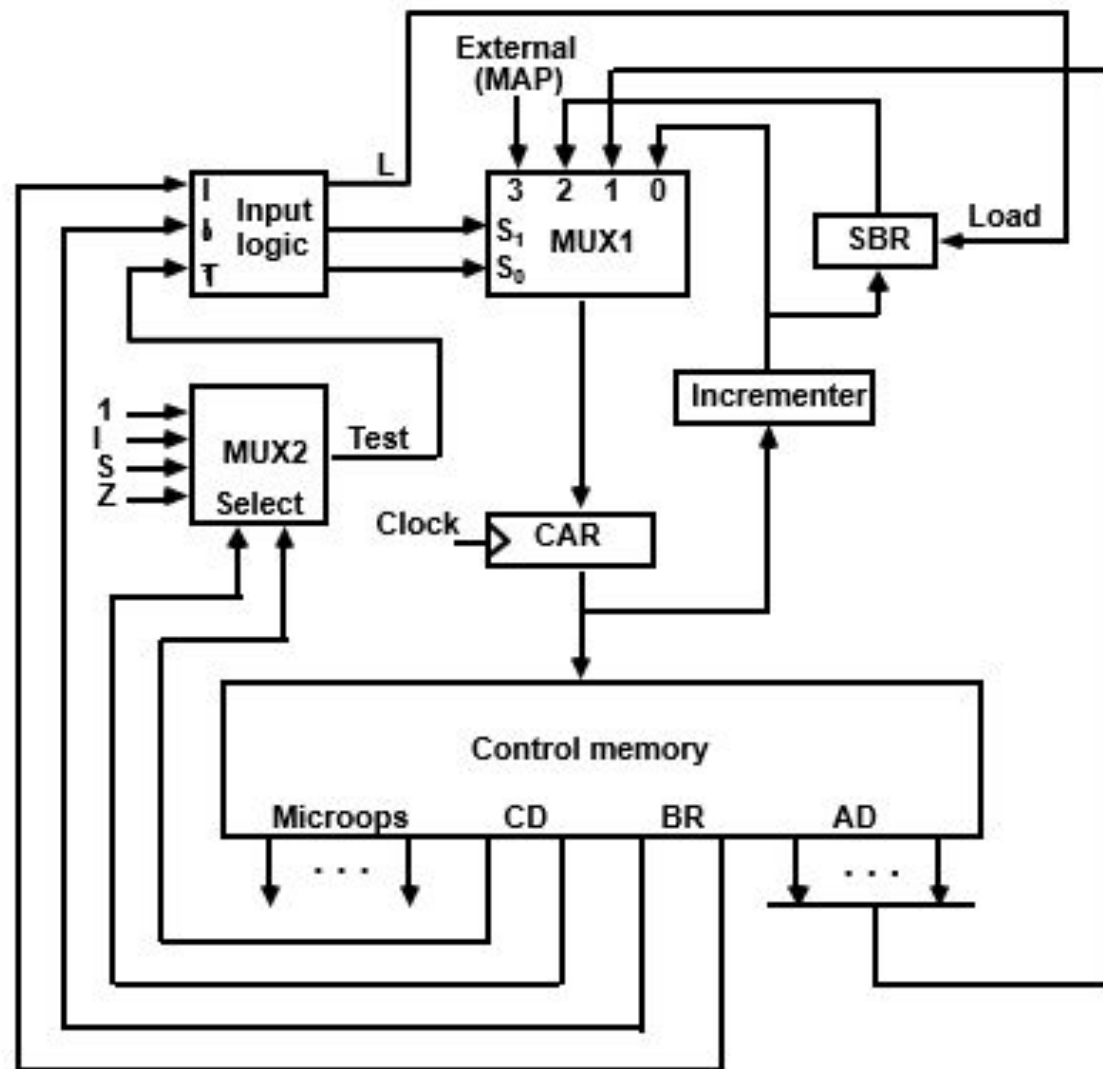 External
(MAP)
L
I
Input
logic
T
3 2 1 0
S1
MUX1
S0
SBR
Load
Incrementer
1
I
S
Z
MUX2
Select
Test
Clock
CAR
Control memory
Microops CD BR AD
. . .
. . .